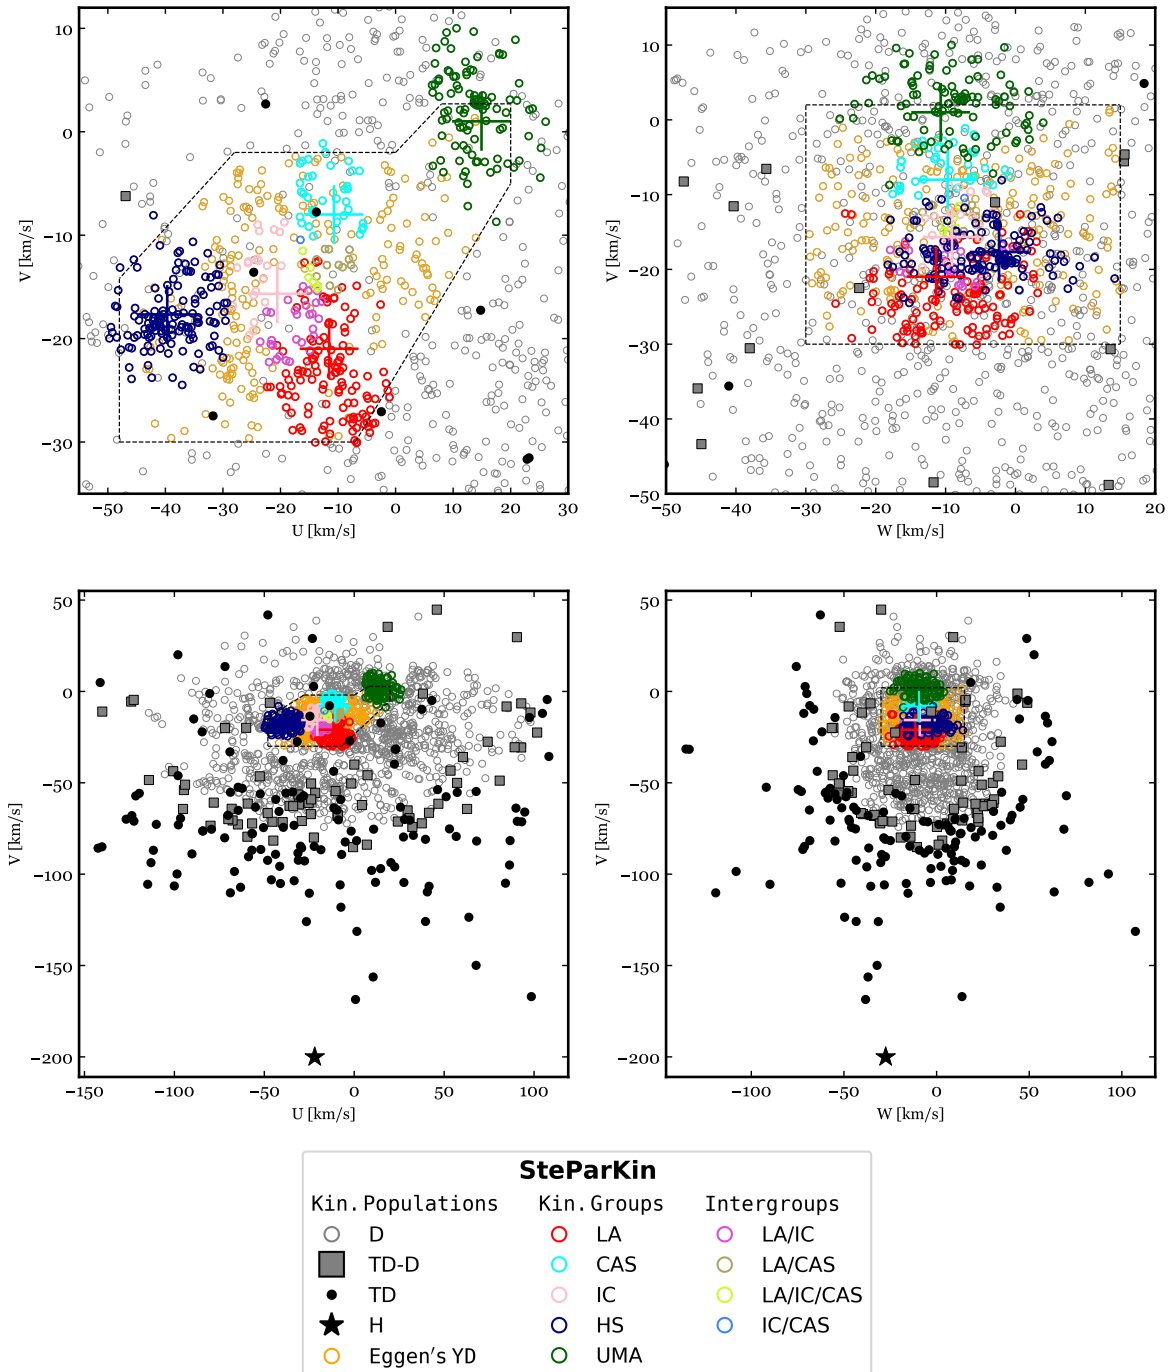 10
0
−10
−20
−30
V [km/s]
−50
−40
−30
−20
−10
0
10
20
30
U [km/s]
10
0
−10
−20
−30
−40
−50
V [km/s]
−50
−40
−30
−20
−10
0
10
20
W [km/s]
50
0
−50
−100
−150
−200
V [km/s]
−150
−100
−50
0
50
100
U [km/s]
50
0
−50
−100
−150
−200
V [km/s]
−100
−50
0
50
100
W [km/s]
SteParKin
Kin. Populations
D
TD-D
TD
H
Eggen's YD
Kin. Groups
LA
CAS
IC
HS
UMA
Intergroups
LA/IC
LA/CAS
LA/IC/CAS
IC/CAS